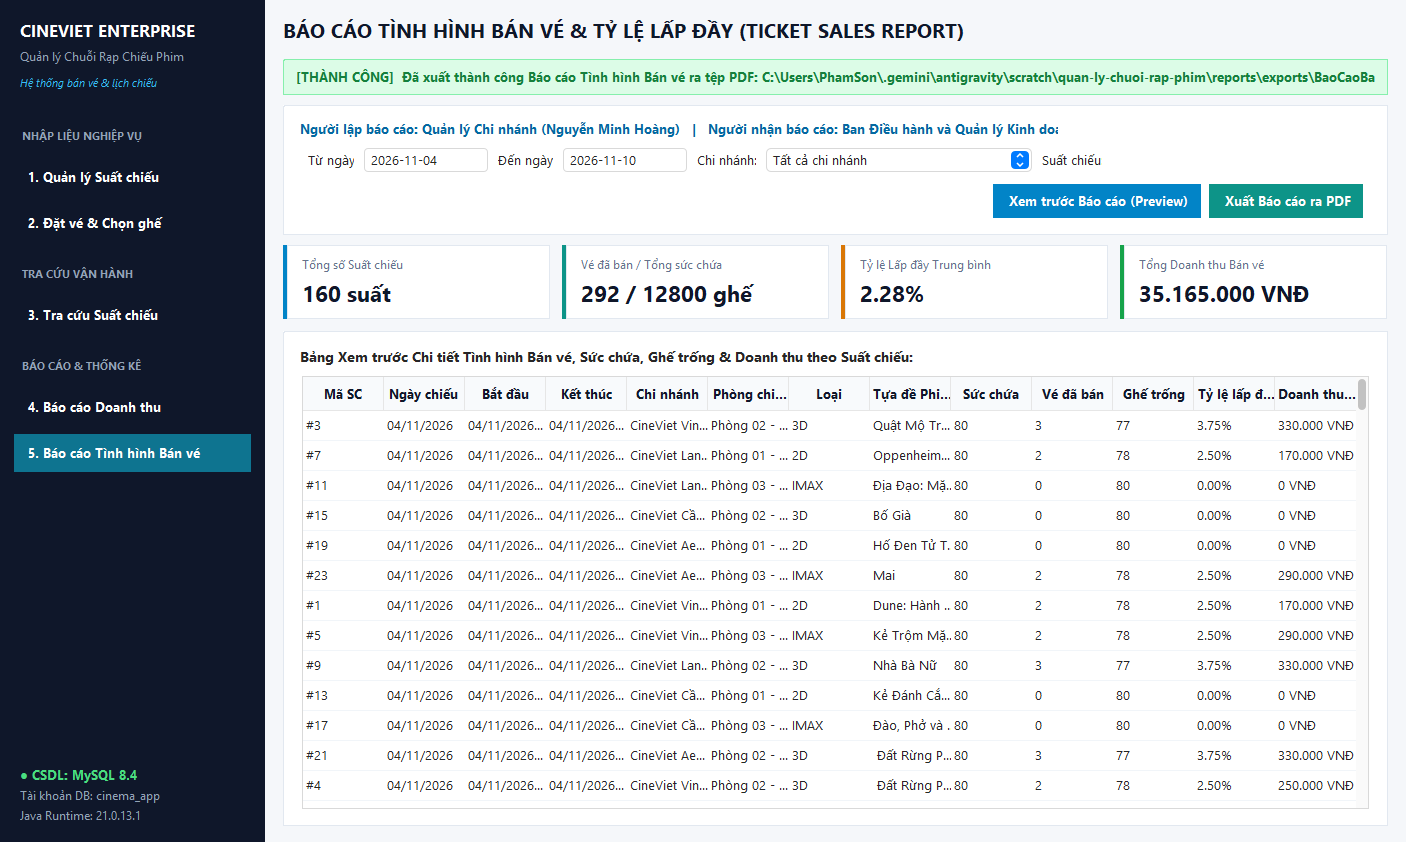 CINEVIET ENTERPRISE
Quản lý Chuỗi Rạp Chiếu Phim
Hệ thống bán vé & lịch chiếu
NHẬP LIỆU NGHIỆP VỤ
1. Quản lý Suất chiếu
2. Đặt vé & Chọn ghế
TRA CỨU VẬN HÀNH
3. Tra cứu Suất chiếu
BÁO CÁO & THỐNG KÊ
4. Báo cáo Doanh thu
5. Báo cáo Tình hình Bán vé
● CSDL: MySQL 8.4
Tài khoản DB: cinema_app
Java Runtime: 21.0.13.1
BÁO CÁO TÌNH HÌNH BÁN VÉ & TỶ LỆ LẤP ĐẦY (TICKET SALES REPORT)
[THÀNH CÔNG] Đã xuất thành công Báo cáo Tình hình Bán vé ra tệp PDF: C:\Users\PhamSon\.gemini\antigravity\scratch\quan-ly-chuoi-rap-phim\reports\exports\BaoCaoBa
Người lập báo cáo: Quản lý Chi nhánh (Nguyễn Minh Hoàng) | Người nhận báo cáo: Ban Điều hành và Quản lý Kinh doa
Từ ngày 2026-11-04 Đến ngày 2026-11-10 Chi nhánh: Tất cả chi nhánh Suất chiếu
Xem trước Báo cáo (Preview) Xuất Báo cáo ra PDF
Tổng số Suất chiếu
160 suất
Vé đã bán / Tổng sức chứa
292 / 12800 ghế
Tỷ lệ Lấp đầy Trung bình
2.28%
Tổng Doanh thu Bán vé
35.165.000 VNĐ
Bảng Xem trước Chi tiết Tình hình Bán vé, Sức chứa, Ghế trống & Doanh thu theo Suất chiếu:
Mã SC Ngày chiếu Bắt đầu Kết thúc Chi nhánh Phòng chi... Loại Tựa đề Phi... Sức chứa Vé đã bán Ghế trống Tỷ lệ lấp đ... Doanh thu...
#3 04/11/2026 04/11/2026... 04/11/2026... CineViet Vin... Phòng 02 - ... 3D Quật Mộ Tr... 80 3 77 3.75% 330.000 VNĐ
#7 04/11/2026 04/11/2026... 04/11/2026... CineViet Lan... Phòng 01 - ... 2D Oppenheim... 80 2 78 2.50% 170.000 VNĐ
#11 04/11/2026 04/11/2026... 04/11/2026... CineViet Lan... Phòng 03 - ... IMAX Địa Đạo: Mặ... 80 0 80 0.00% 0 VNĐ
#15 04/11/2026 04/11/2026... 04/11/2026... CineViet Cầ... Phòng 02 - ... 3D Bố Già 80 0 80 0.00% 0 VNĐ
#19 04/11/2026 04/11/2026... 04/11/2026... CineViet Ae... Phòng 01 - ... 2D Hố Đen Tử T... 80 0 80 0.00% 0 VNĐ
#23 04/11/2026 04/11/2026... 04/11/2026... CineViet Ae... Phòng 03 - ... IMAX Mai 80 2 78 2.50% 290.000 VNĐ
#1 04/11/2026 04/11/2026... 04/11/2026... CineViet Vin... Phòng 01 - ... 2D Dune: Hành ... 80 2 78 2.50% 170.000 VNĐ
#5 04/11/2026 04/11/2026... 04/11/2026... CineViet Vin... Phòng 03 - ... IMAX Kẻ Trộm Mặ... 80 2 78 2.50% 290.000 VNĐ
#9 04/11/2026 04/11/2026... 04/11/2026... CineViet Lan... Phòng 02 - ... 3D Nhà Bà Nữ 80 3 77 3.75% 330.000 VNĐ
#13 04/11/2026 04/11/2026... 04/11/2026... CineViet Cầ... Phòng 01 - ... 2D Kẻ Đánh Cắ... 80 0 80 0.00% 0 VNĐ
#17 04/11/2026 04/11/2026... 04/11/2026... CineViet Cầ... Phòng 03 - ... IMAX Đào, Phở và ... 80 0 80 0.00% 0 VNĐ
#21 04/11/2026 04/11/2026... 04/11/2026... CineViet Ae... Phòng 02 - ... 3D Đất Rừng P... 80 3 77 3.75% 330.000 VNĐ
#4 04/11/2026 04/11/2026... 04/11/2026... CineViet Vin... Phòng 02 - ... 3D Đất Rừng P... 80 2 78 2.50% 250.000 VNĐ